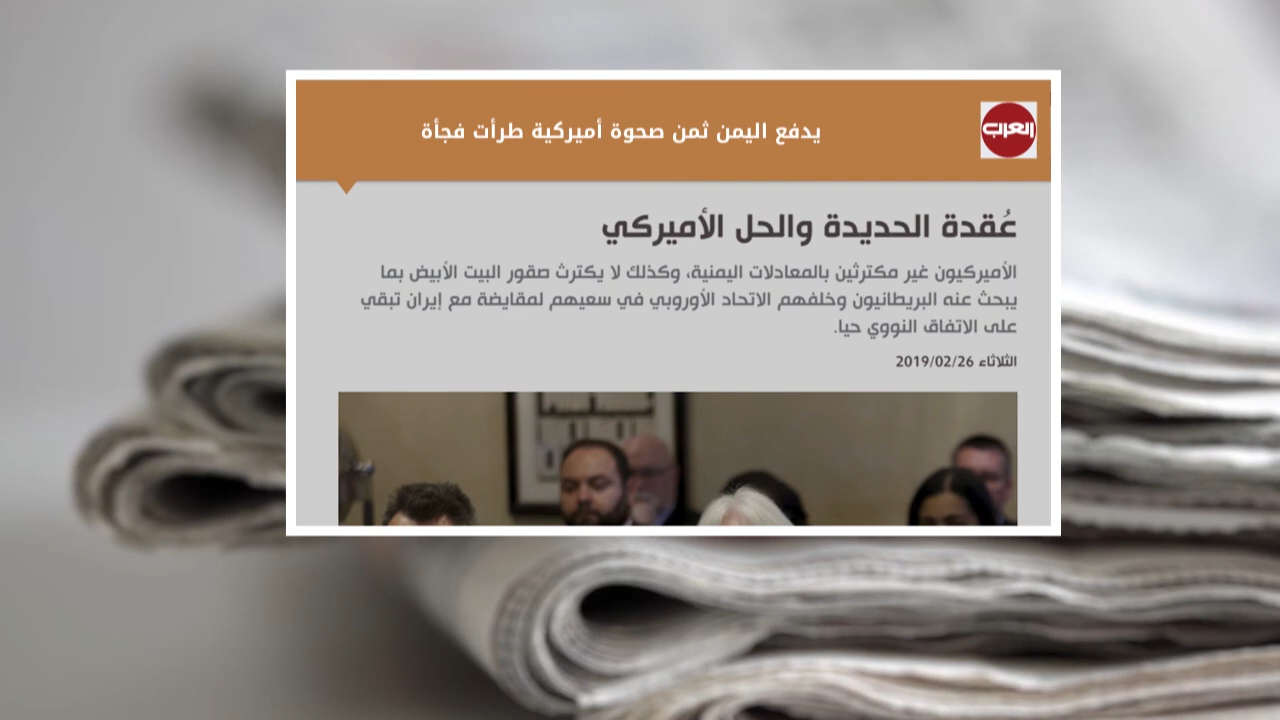 العرب
يدفع اليمن ثمن صحوة أميركية طرأت فجأة
عُقدة الحديدة والحل الأميركي
الأميركيون غير مكترثين بالمعادلات اليمنية، وكذلك لا يكترث صقور البيت الأبيض بما
يبحث عنه البريطانيون وخلفهم الاتحاد الأوروبي في سعيهم لمقايضة مع إيران تبقي
على الاتفاق النووي حيا.
الثلاثاء 2019/02/26